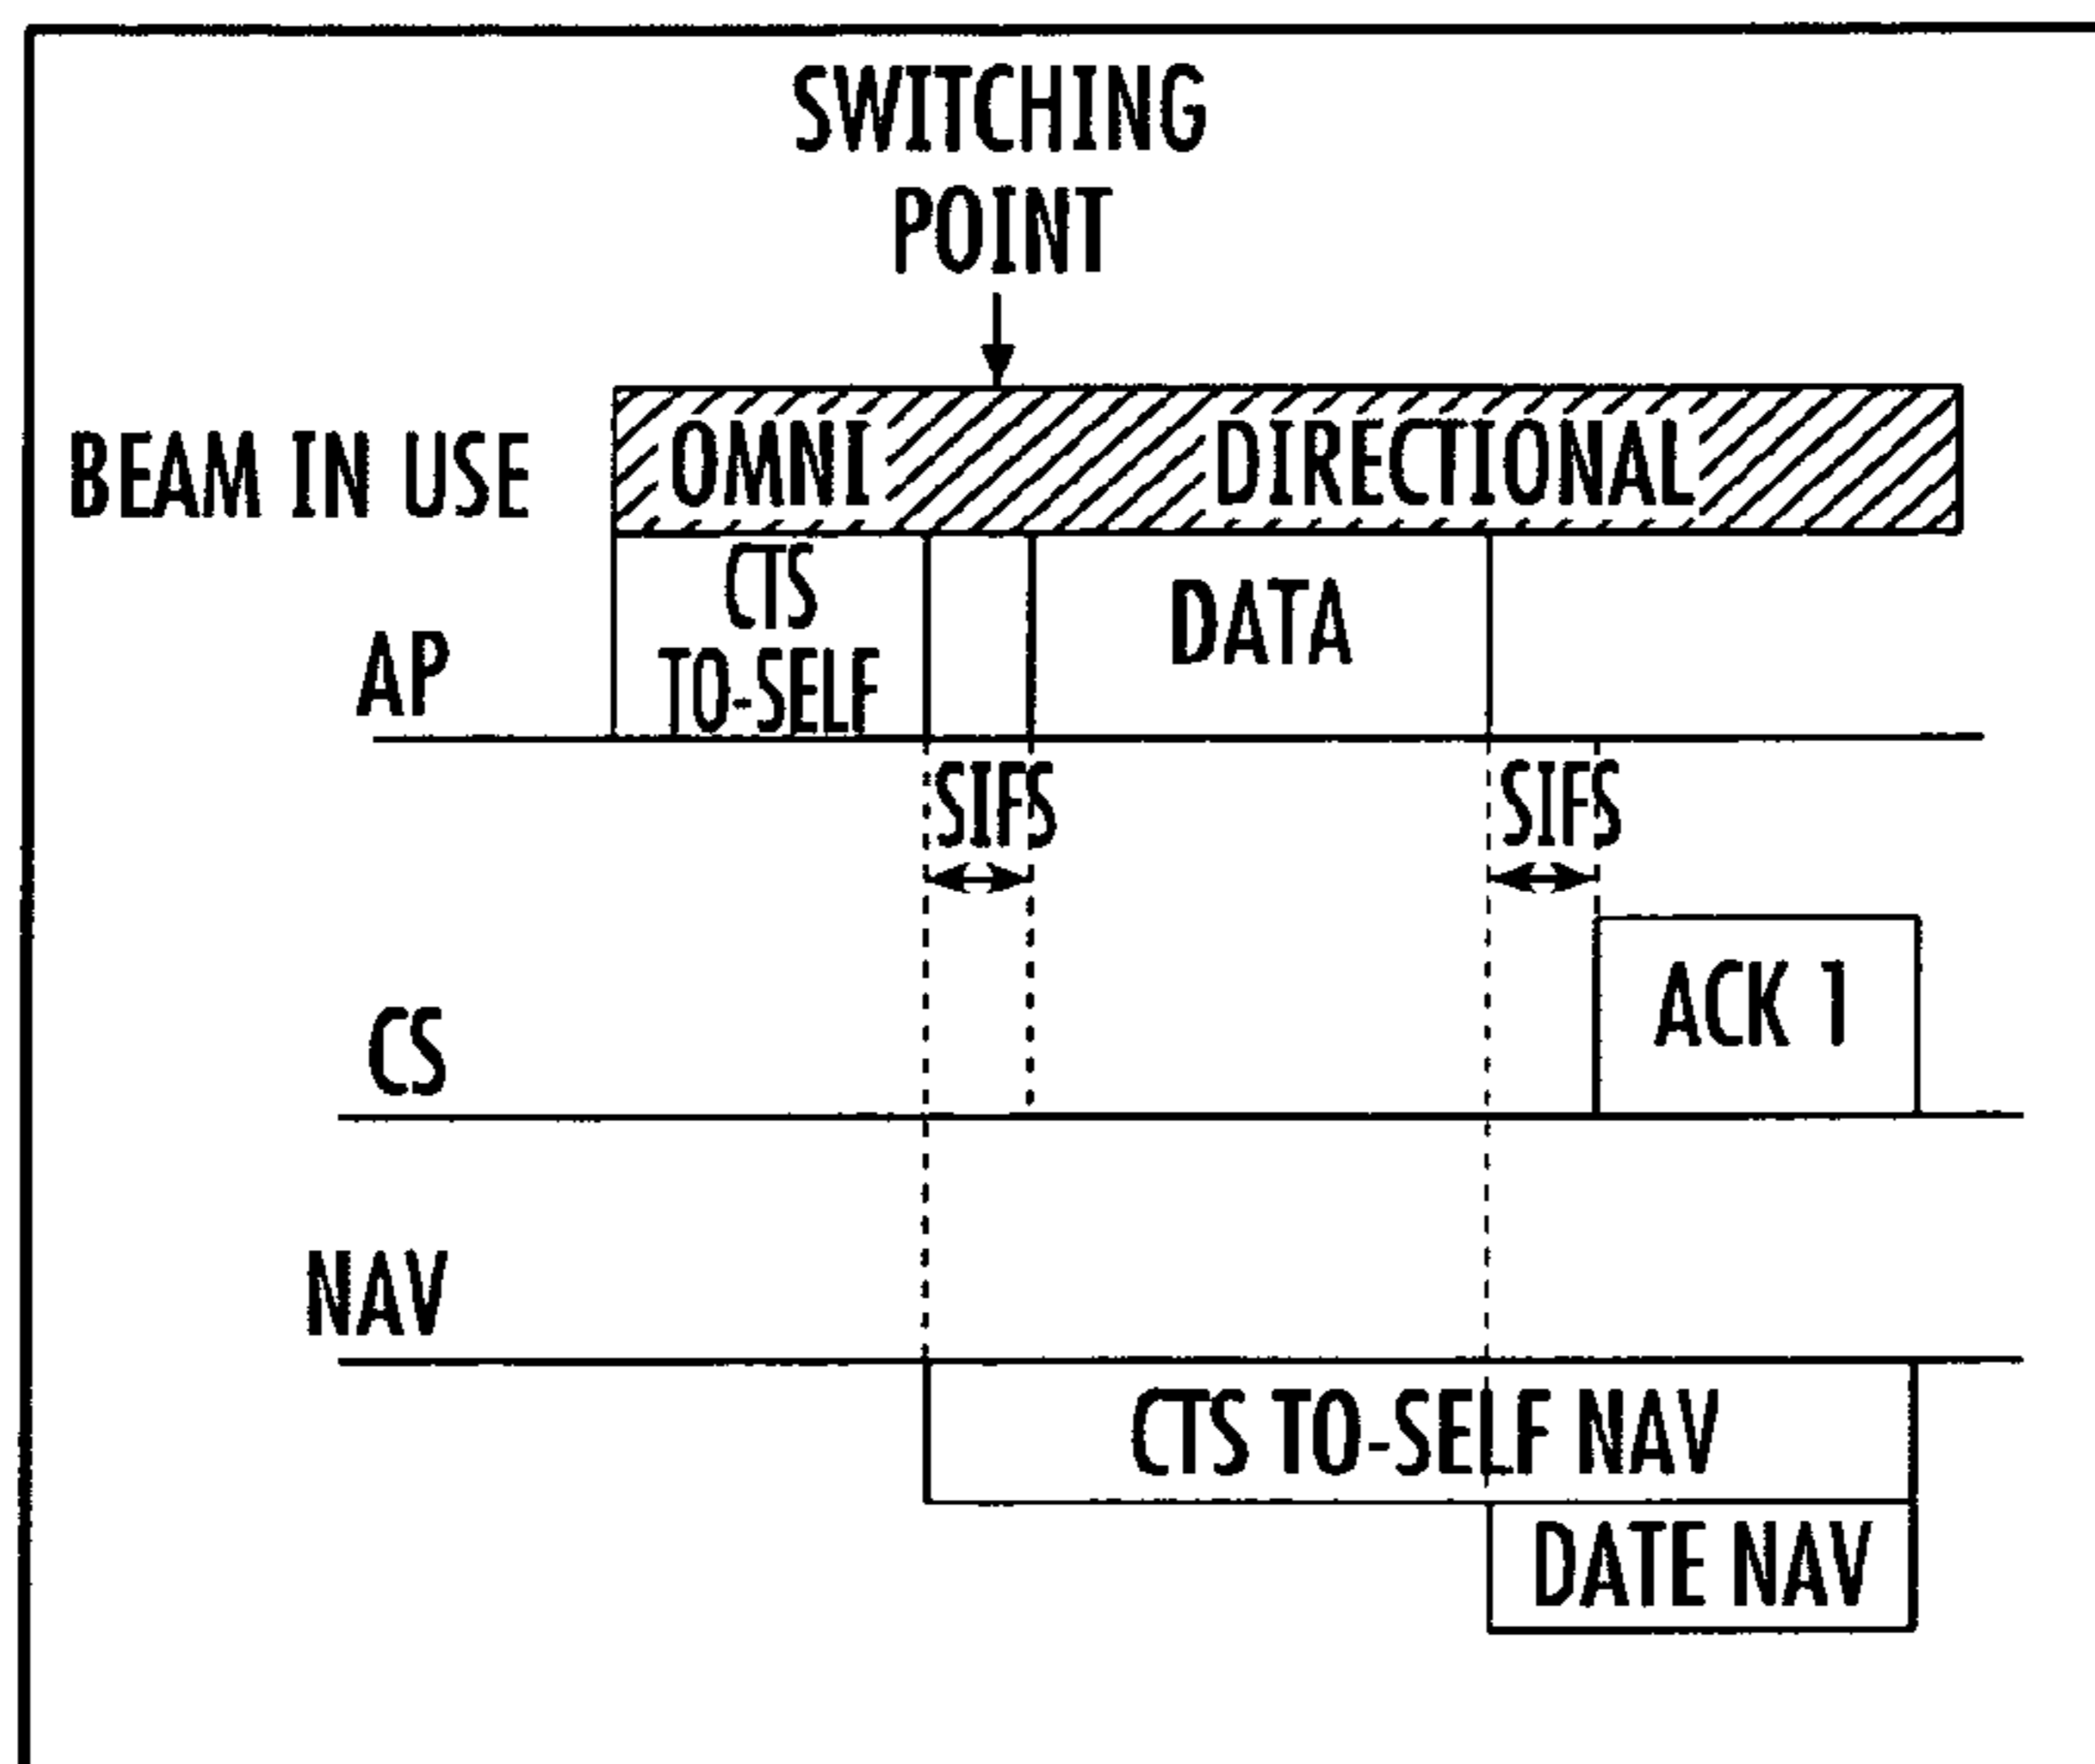 SWITCHING
POINT
BEAM IN USE
OMNI
DIRECTIONAL
AP
CTS
TO-SELF
DATA
SIFS
SIFS
CS
ACK 1
NAV
CTS TO-SELF NAV
DATE NAV